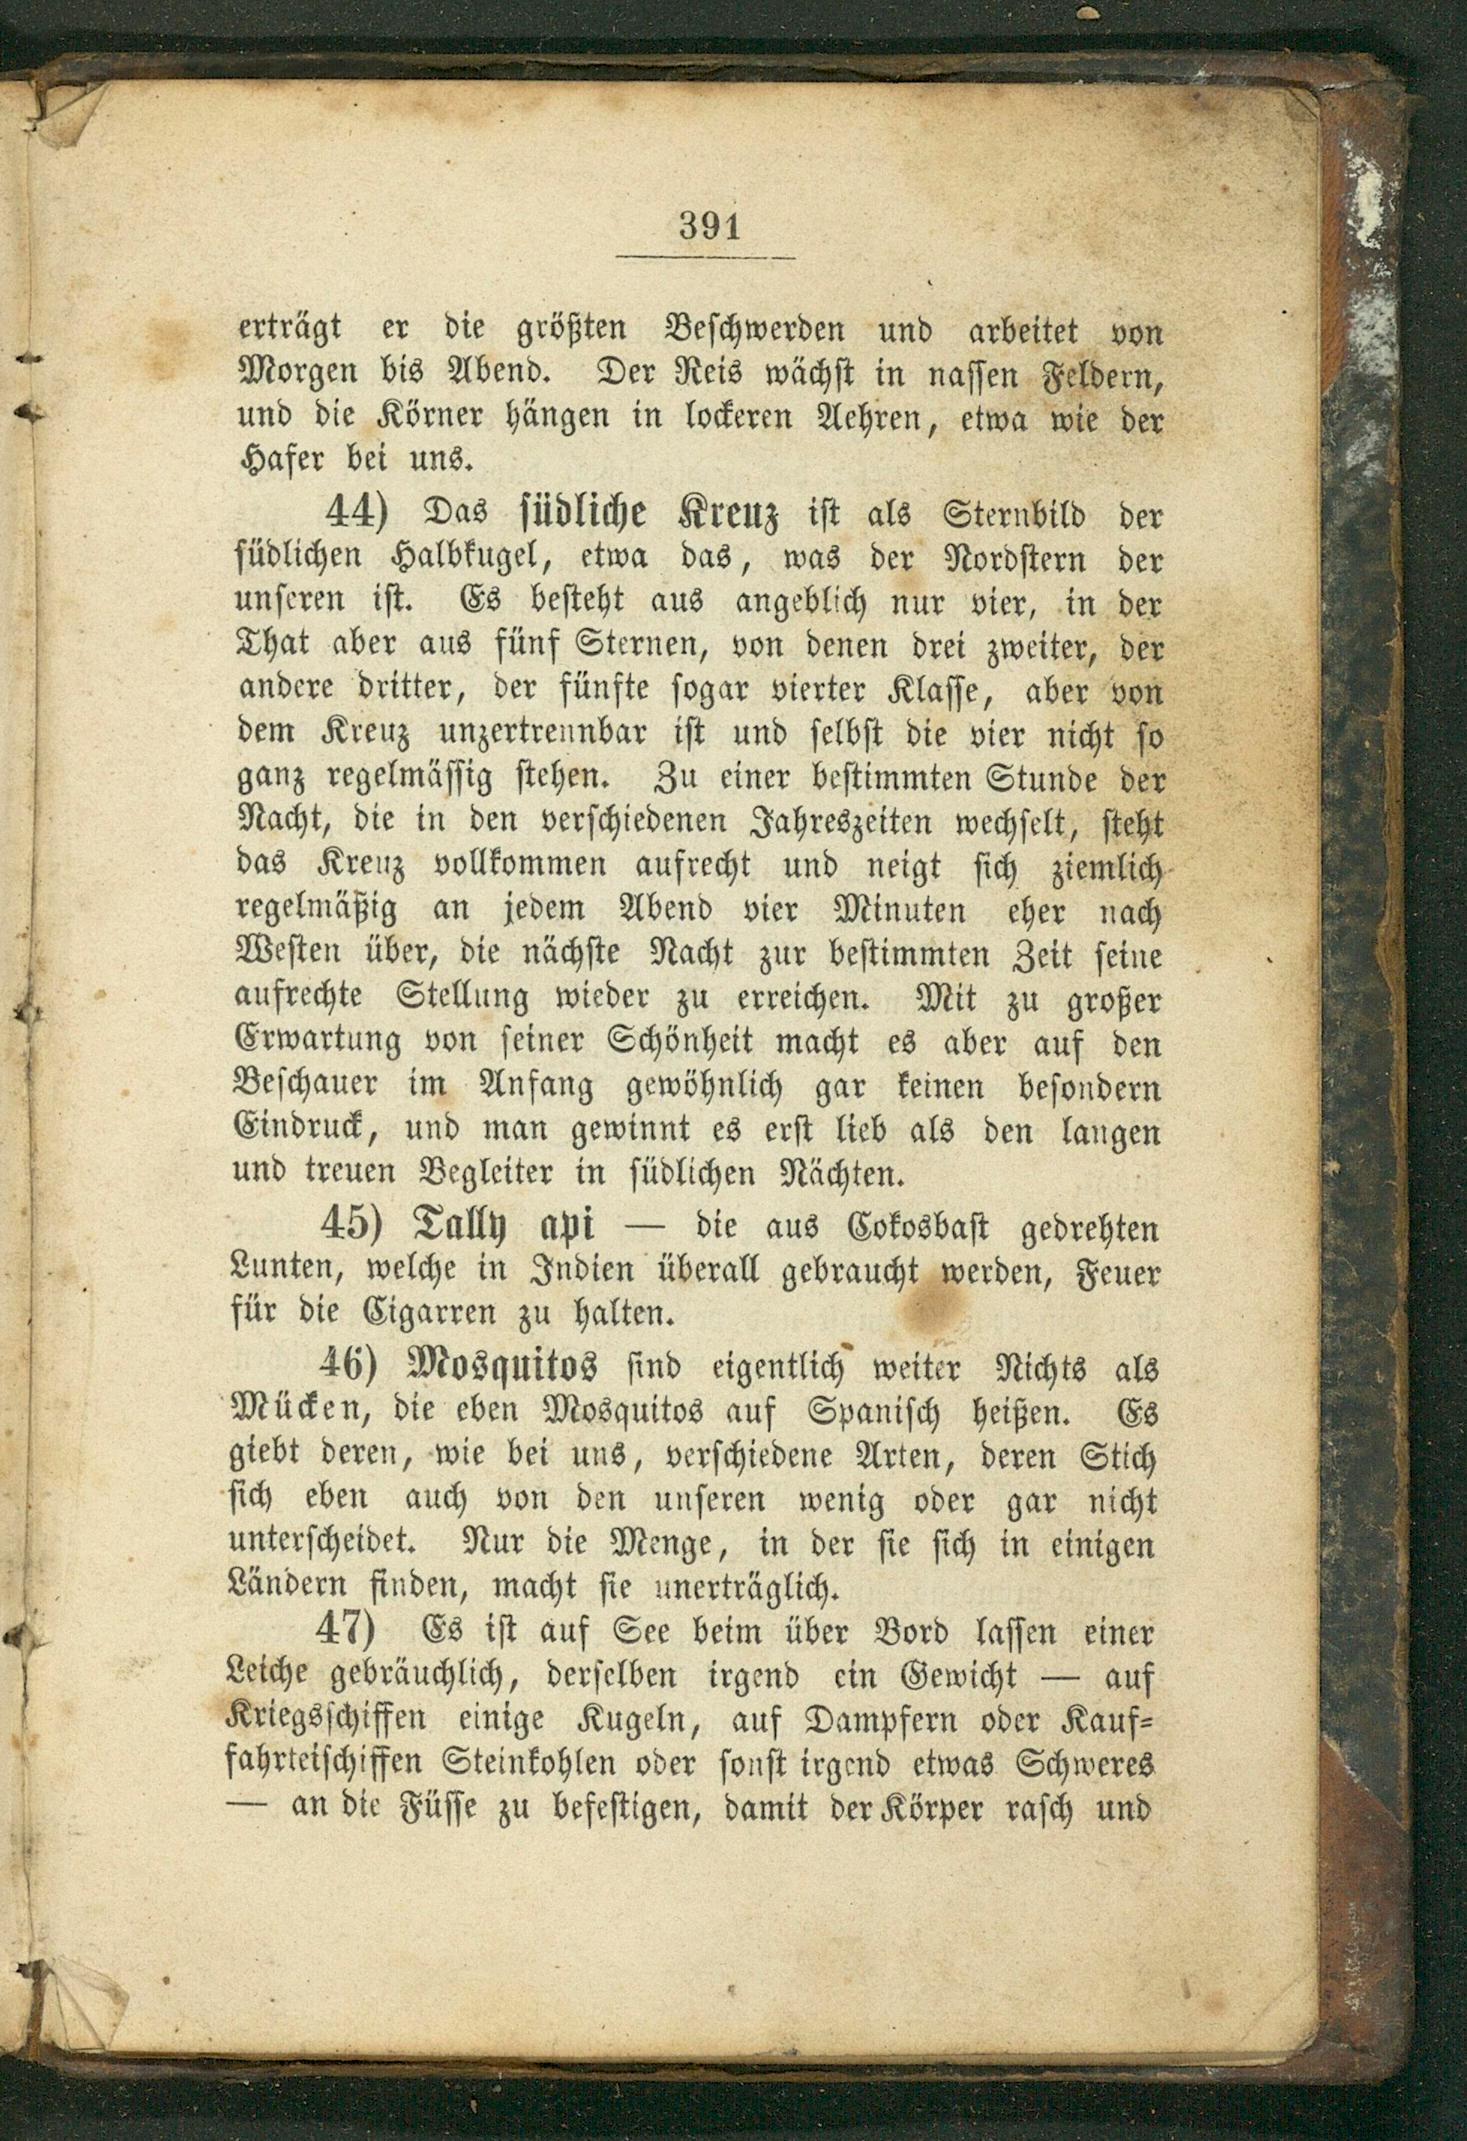 391
erträgt er die größten Beschwerden und arbeitet von
Morgen bis Abend. Der Reis wächst in nassen Feldern,
und die Körner hängen in lockeren Aehren, etwa wie der
Hafer bei uns.
44) Das südliche Kreuz ist als Sternbild der
südlichen Halbkugel, etwa das, was der Nordstern der
unseren ist. Es besteht aus angeblich nur vier, in der
That aber aus fünf Sternen, von denen drei zweiter, der
andere dritter, der fünfte sogar vierter Klasse, aber von
dem Kreuz unzertrennbar ist und selbst die vier nicht so
ganz regelmässig stehen. Zu einer bestimmten Stunde der
Nacht, die in den verschiedenen Jahreszeiten wechselt, steht
das Kreuz vollkommen aufrecht und neigt sich ziemlich
regelmäßig an jedem Abend vier Minuten eher nach
Westen über, die nächste Nacht zur bestimmten Zeit seine
aufrechte Stellung wieder zu erreichen. Mit zu großer
Erwartung von seiner Schönheit macht es aber auf den
Beschauer im Anfang gewöhnlich gar keinen besondern
Eindruck, und man gewinnt es erst lieb als den langen
und treuen Begleiter in südlichen Nächten.
45) Tally api — die aus Cokosbast gedrehten
Lunten, welche in Indien überall gebraucht werden, Feuer
für die Cigarren zu halten.
46) Mosquitos sind eigentlich weiter Nichts als
Mücken, die eben Mosquitos auf Spanisch heißen. Es
giebt deren, wie bei uns, verschiedene Arten, deren Stich
sich eben auch von den unseren wenig oder gar nicht
unterscheidet. Nur die Menge, in der sie sich in einigen
Ländern finden, macht sie unerträglich.
47) Es ist auf See beim über Bord lassen einer
Leiche gebräuchlich, derselben irgend ein Gewicht — auf
Kriegsschiffen einige Kugeln, auf Dampfern oder Kauf-
fahrteischiffen Steinkohlen oder sonst irgend etwas Schweres
— an die Füsse zu befestigen, damit der Körper rasch und